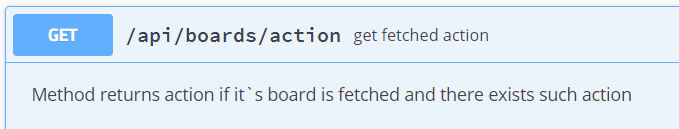 GET /api/boards/action get fetched action
Method returns action if it`s board is fetched and there exists such action